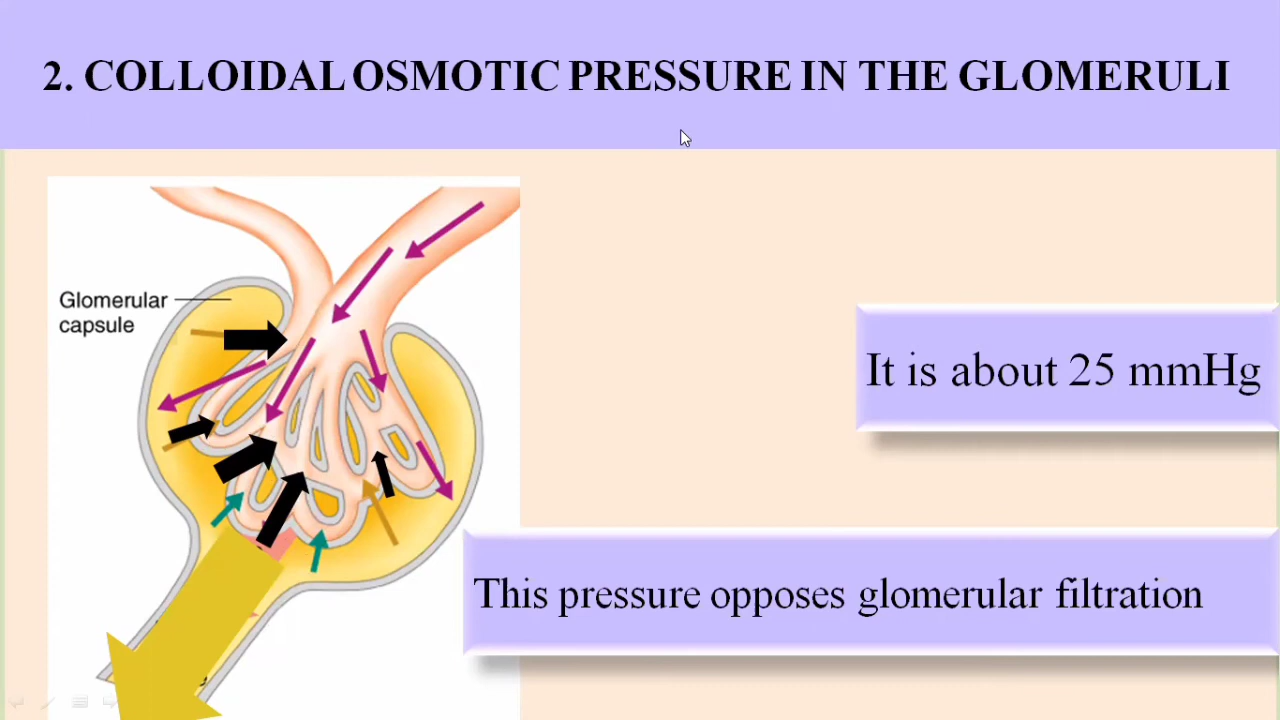 2. COLLOIDAL OSMOTIC PRESSURE IN THE GLOMERULI
Glomerular
capsule
It is about 25 mmHg
This pressure opposes glomerular filtration